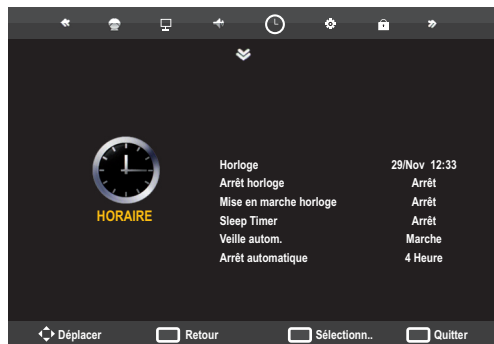 HORAIRE
Horloge 29/Nov 12:33
Arrêt horloge Arrêt
Mise en marche horloge Arrêt
Sleep Timer Arrêt
Veille autom. Marche
Arrêt automatique 4 Heure
Déplacer Retour Sélectionn.. Quitter